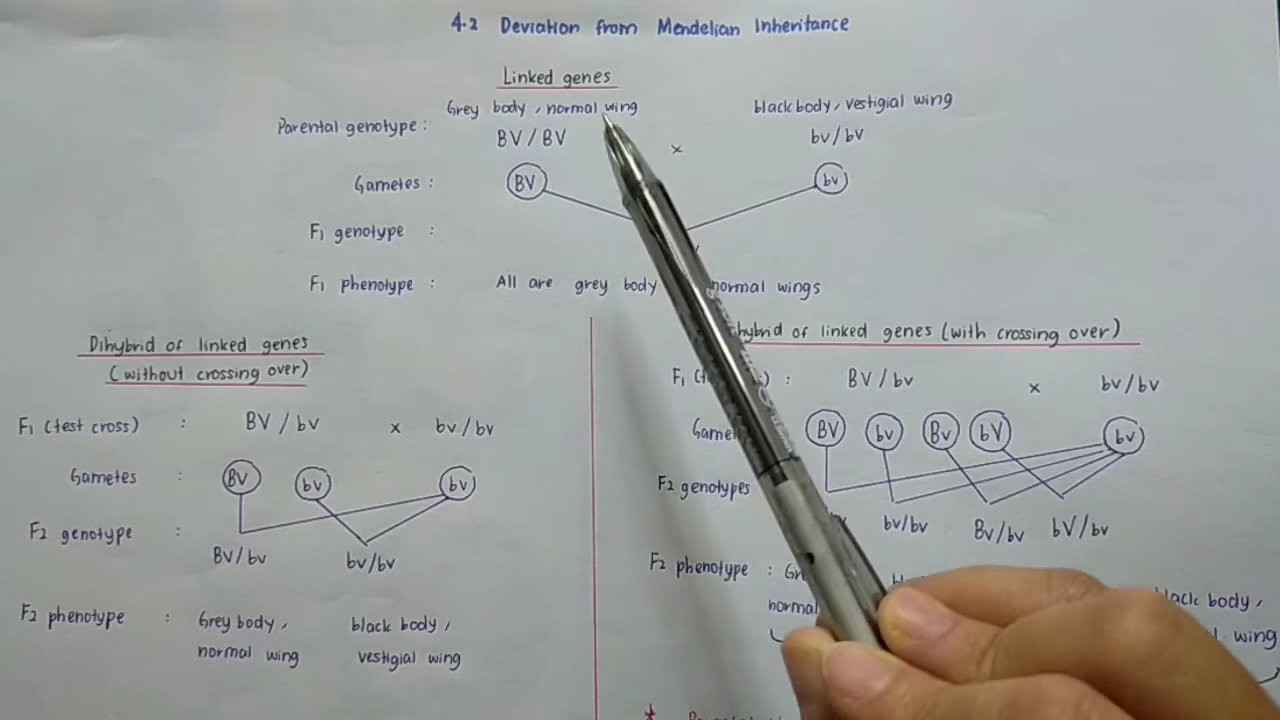 4.2 Deviation from Mendelian Inheritance
Linked genes
Grey body, normal wing black body, vestigial wing
Parental genotype : BV / BV × bv / bv
Gametes : BV bv
F1 genotype :
F1 phenotype : All are grey body normal wings
Dihybrid of linked genes
(without crossing over)
F1 (test cross) : BV / bv × bv / bv
Gametes : BV bv bv
F2 genotype :
BV / bv bv/bv
F2 phenotype : Grey body, black body,
normal wing vestigial wing
hybrid of linked genes (with crossing over)
F1 : BV / bv × bv / bv
BV bv Bv bV bv
F2 genotypes
bv/bv Bv/bv bV/bv
F2 phenotype :
black body,
normal wing